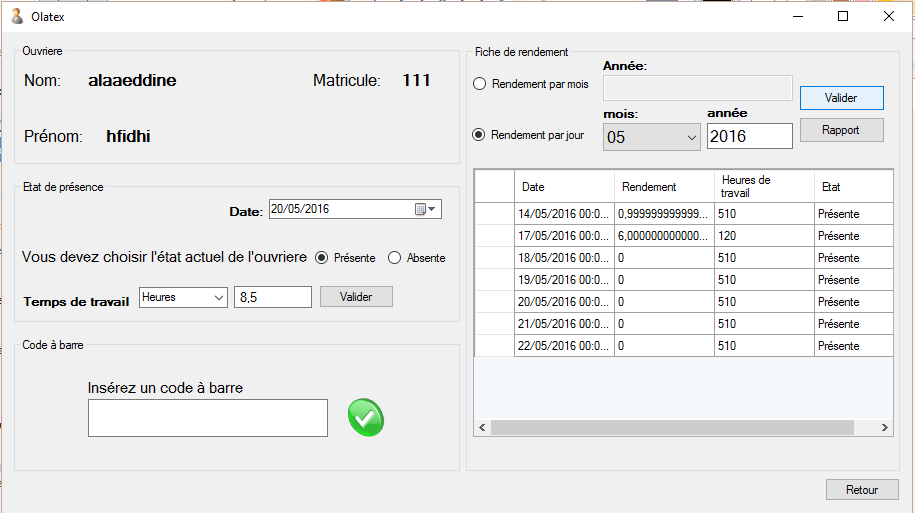 Olatex
Ouvriere
Nom: alaaeddine Matricule: 111
Prénom: hfidhi
Etat de présence
Date: 20/05/2016
Vous devez choisir l'état actuel de l'ouvriere Présente Absente
Temps de travail Heures 8,5 Valider
Code à barre
Insérez un code à barre
Fiche de rendement
Année:
Rendement par mois
Valider
mois: année
Rendement par jour 05 2016
Rapport
Date Rendement Heures de travail Etat
14/05/2016 00:0... 0,999999999999... 510 Présente
17/05/2016 00:0... 6,000000000000... 120 Présente
18/05/2016 00:0... 0 510 Présente
19/05/2016 00:0... 0 510 Présente
20/05/2016 00:0... 0 510 Présente
21/05/2016 00:0... 0 510 Présente
22/05/2016 00:0... 0 510 Présente
Retour